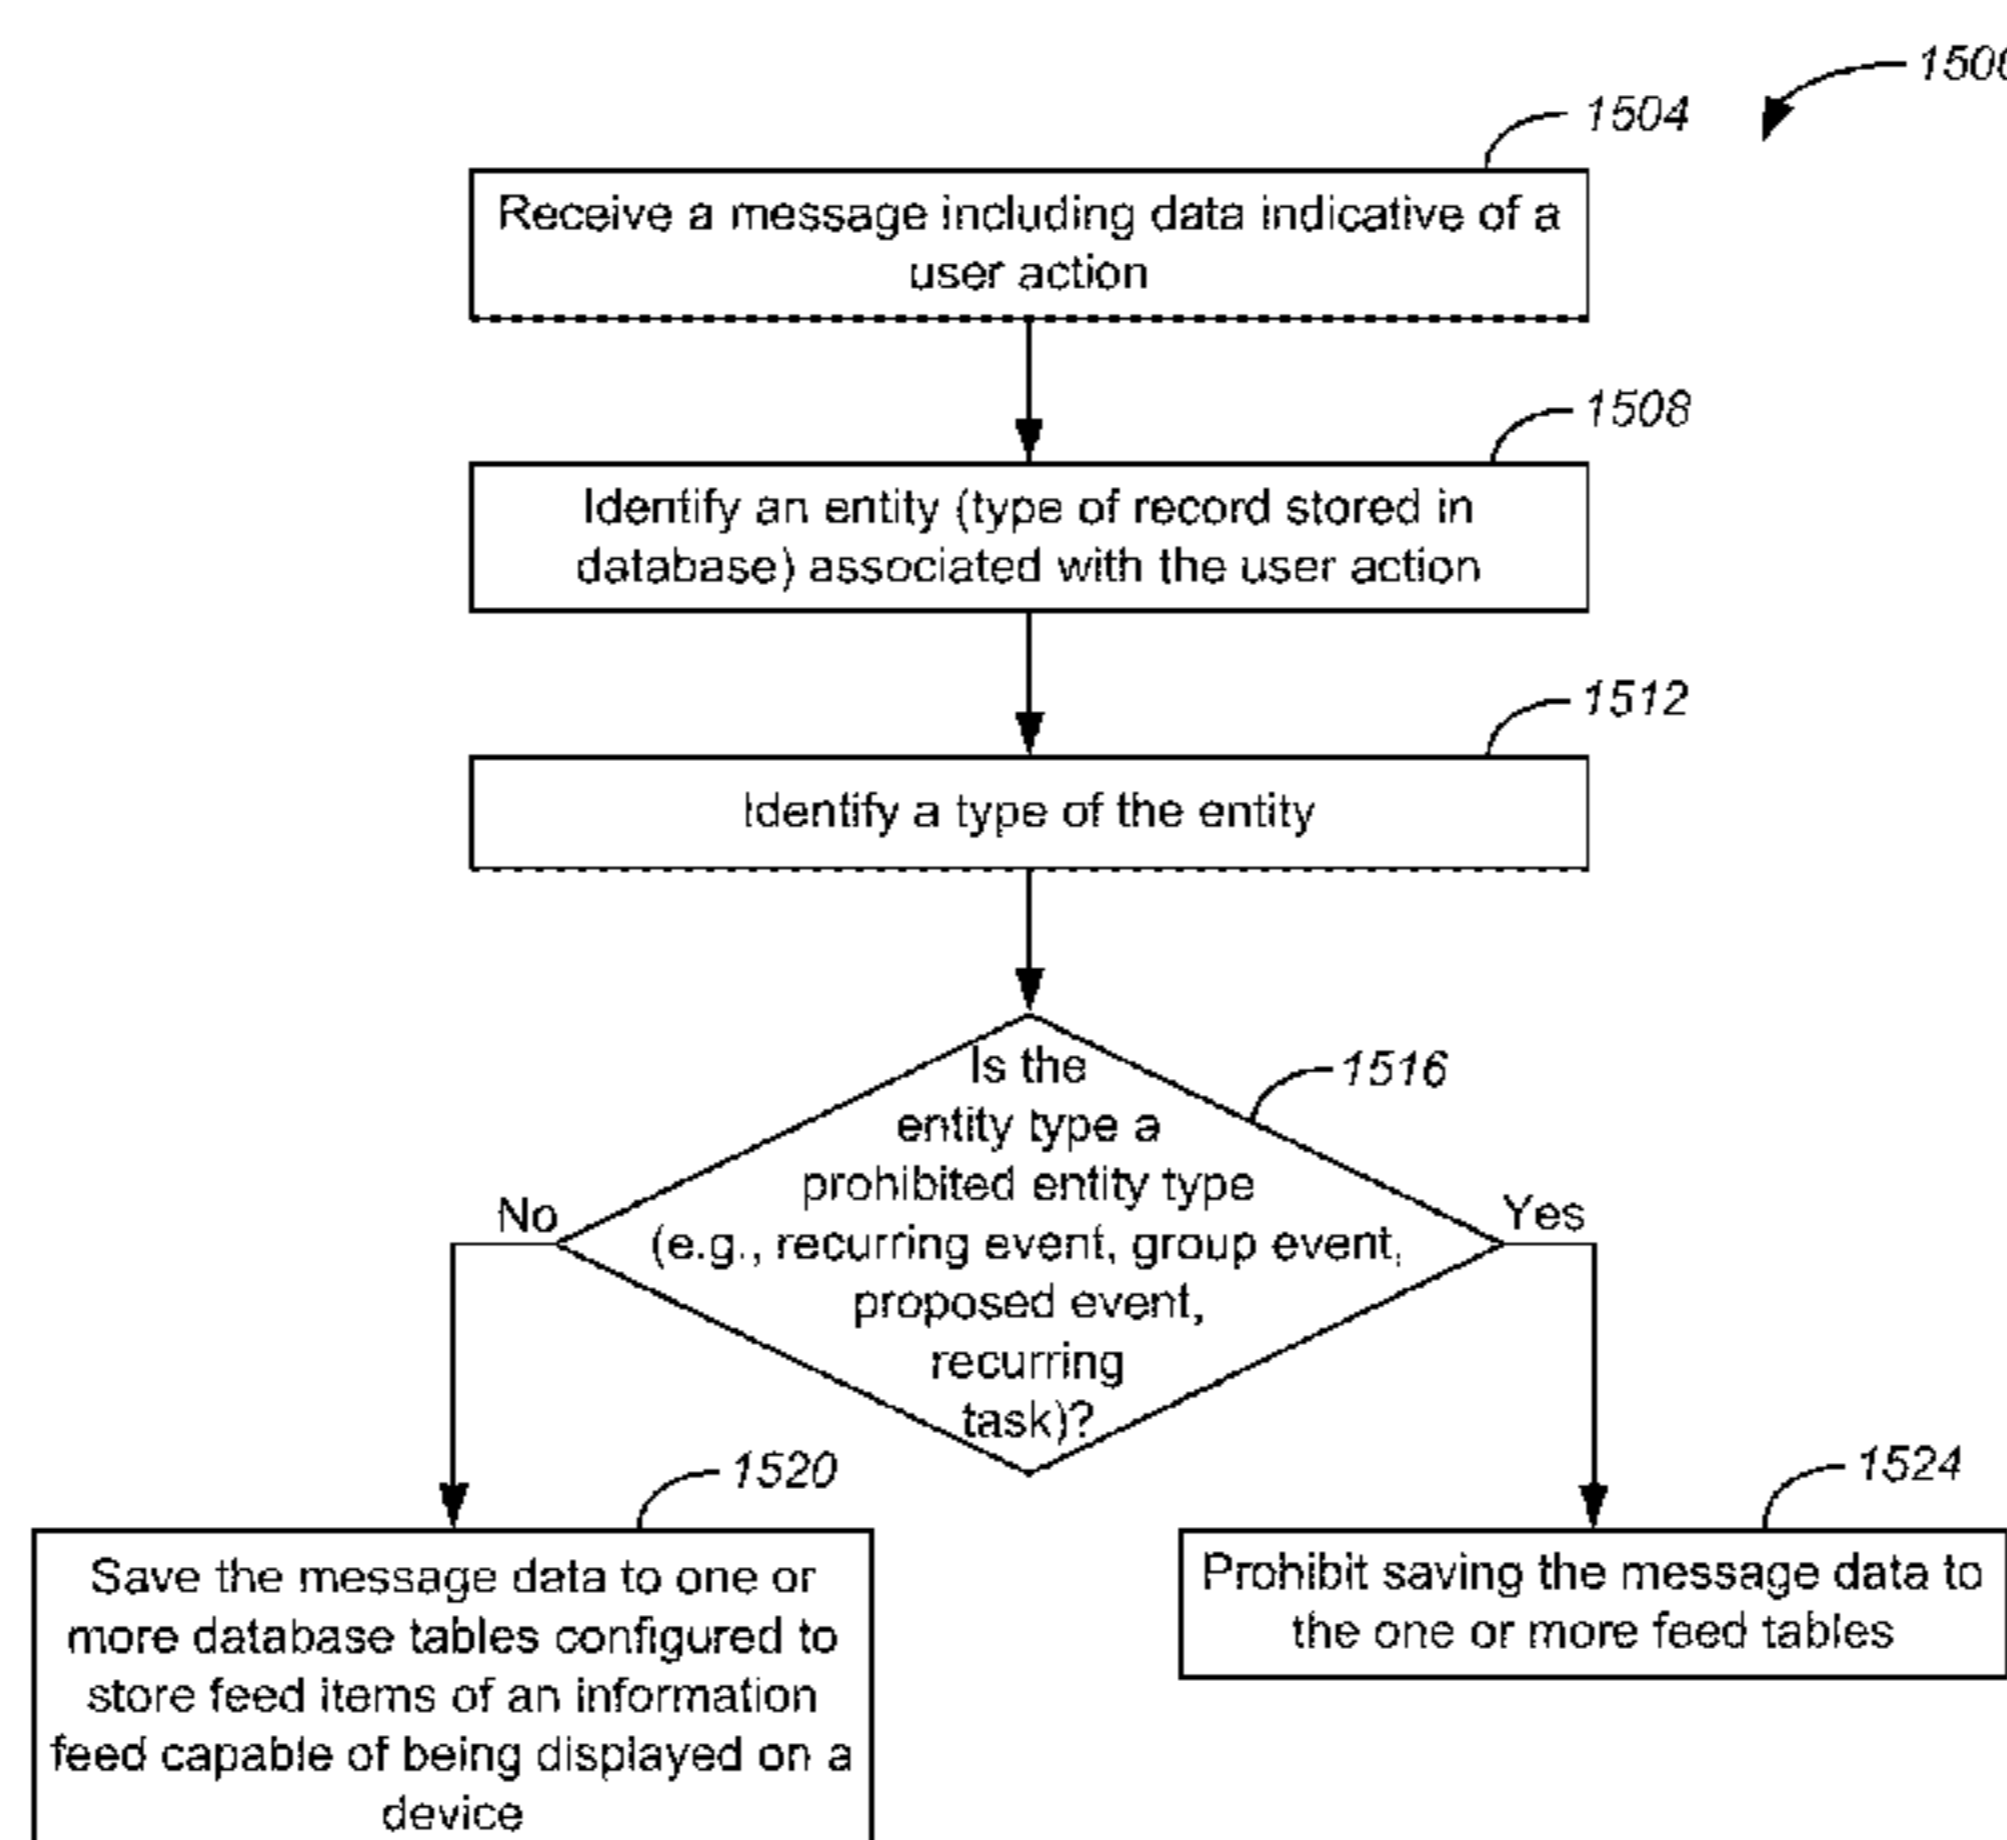 1504
Receive a message including data indicative of a
user action
1508
Identify an entity (type of record stored in
database) associated with the user action
1512
Identify a type of the entity
1516
Is the
entity type a
prohibited entity type
(e.g., recurring event, group event,
proposed event,
recurring
task)?
No
Yes
1520
Save the message data to one or
more database tables configured to
store feed items of an information
feed capable of being displayed on a
device
1524
Prohibit saving the message data to
the one or more feed tables